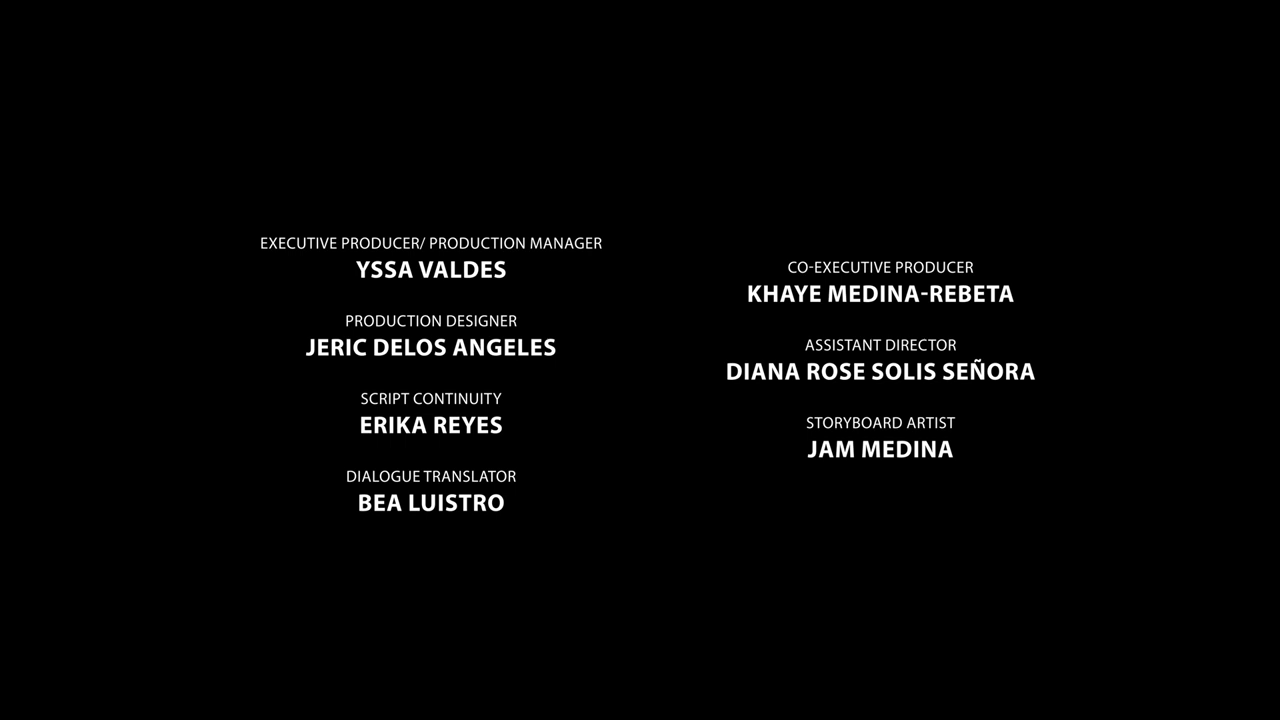 EXECUTIVE PRODUCER/ PRODUCTION MANAGER
YSSA VALDES
PRODUCTION DESIGNER
JERIC DELOS ANGELES
SCRIPT CONTINUITY
ERIKA REYES
DIALOGUE TRANSLATOR
BEA LUISTRO
CO-EXECUTIVE PRODUCER
KHAYE MEDINA-REBETA
ASSISTANT DIRECTOR
DIANA ROSE SOLIS SEÑORA
STORYBOARD ARTIST
JAM MEDINA